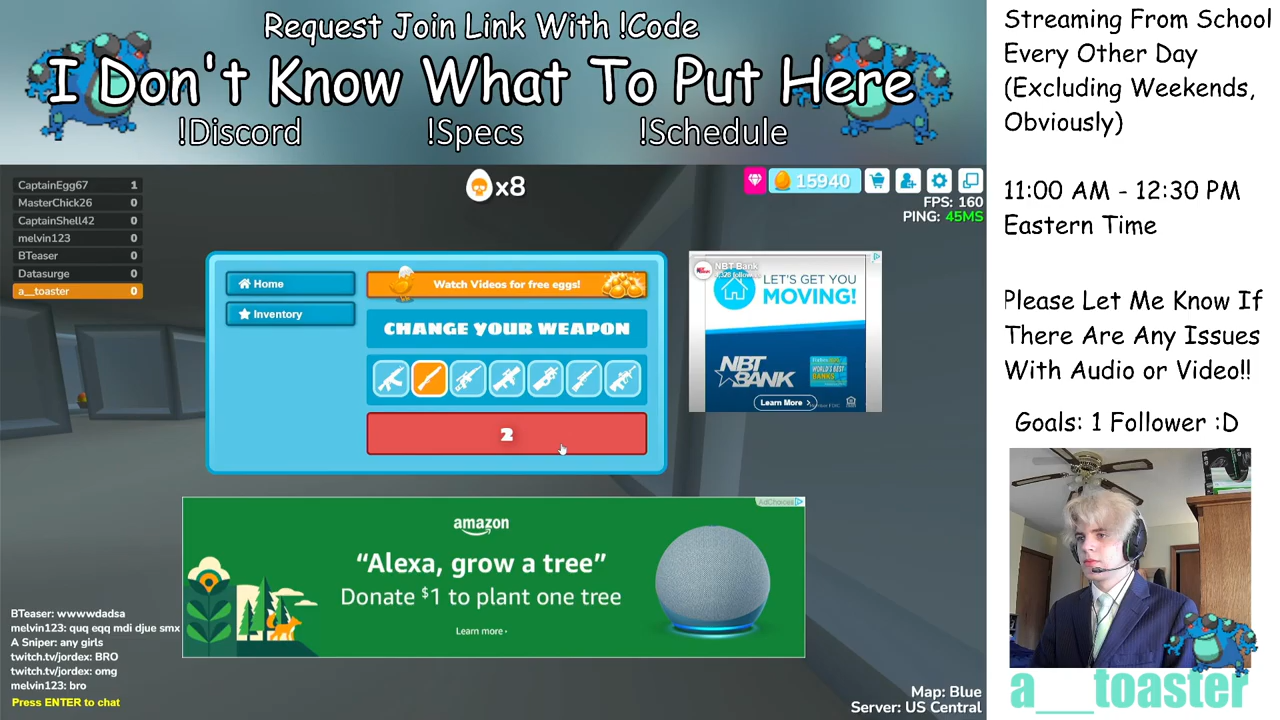 Request Join Link With !Code
I Don't Know What To Put Here
!Discord !Specs !Schedule
Streaming From School
Every Other Day
(Excluding Weekends,
Obviously)
11:00 AM - 12:30 PM
Eastern Time
Please Let Me Know If
There Are Any Issues
With Audio or Video!!
Goals: 1 Follower :D
CaptainEgg67 1
MasterChick26 0
CaptainShell42 0
melvin123 0
BTeaser 0
Datasurge 0
a__toaster 0
x8
15940
FPS: 160
PING: 45MS
Home
Inventory
Watch Videos for free eggs!
CHANGE YOUR WEAPON
2
NBT Bank
LET'S GET YOU
MOVING!
NBT
BANK
WORLD'S BEST
BANKS
Learn More >
AdChoices
amazon
“Alexa, grow a tree”
Donate $1 to plant one tree
Learn more ›
BTeaser: wwwwdadsa
melvin123: quq eqq mdi djue smx
A Sniper: any girls
twitch.tv/jordex: BRO
twitch.tv/jordex: omg
melvin123: bro
Press ENTER to chat
Map: Blue
Server: US Central
a__toaster